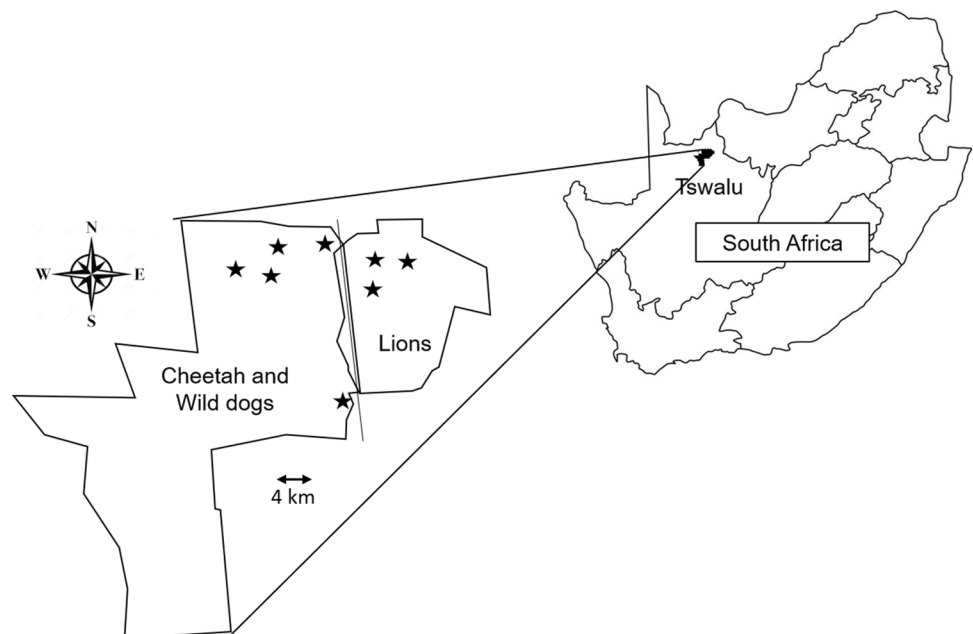 Tswalu
South Africa
N
W
E
S
Lions
Cheetah and
Wild dogs
4 km